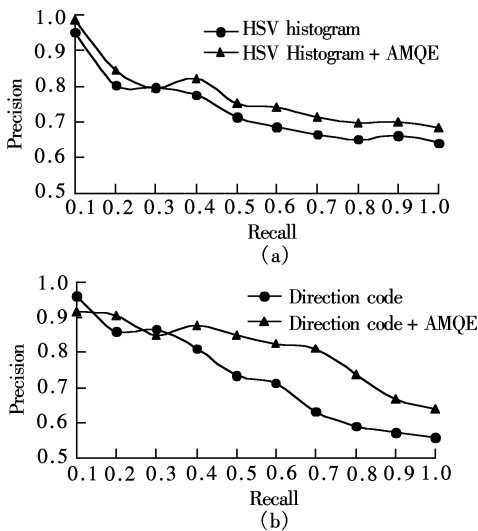 1.0
0.9
0.8
0.7
0.6
0.5
Precision
HSV histogram
HSV Histogram + AMQE
0.1 0.2 0.3 0.4 0.5 0.6 0.7 0.8 0.9 1.0
Recall
(a)
1.0
0.9
0.8
0.7
0.6
0.5
Precision
Direction code
Direction code + AMQE
0.1 0.2 0.3 0.4 0.5 0.6 0.7 0.8 0.9 1.0
Recall
(b)